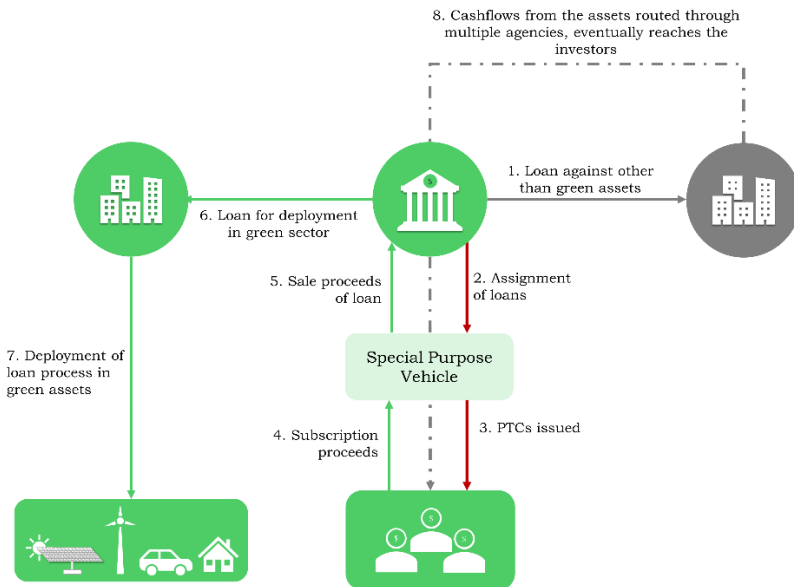 8. Cashflows from the assets routed through
multiple agencies, eventually reaches the
investors
1. Loan against other
than green assets
$
6. Loan for deployment
in green sector
5. Sale proceeds
of loan
2. Assignment
of loans
7. Deployment of
loan process in
green assets
Special Purpose
Vehicle
4. Subscription
proceeds
3. PTCs issued
$
$
$